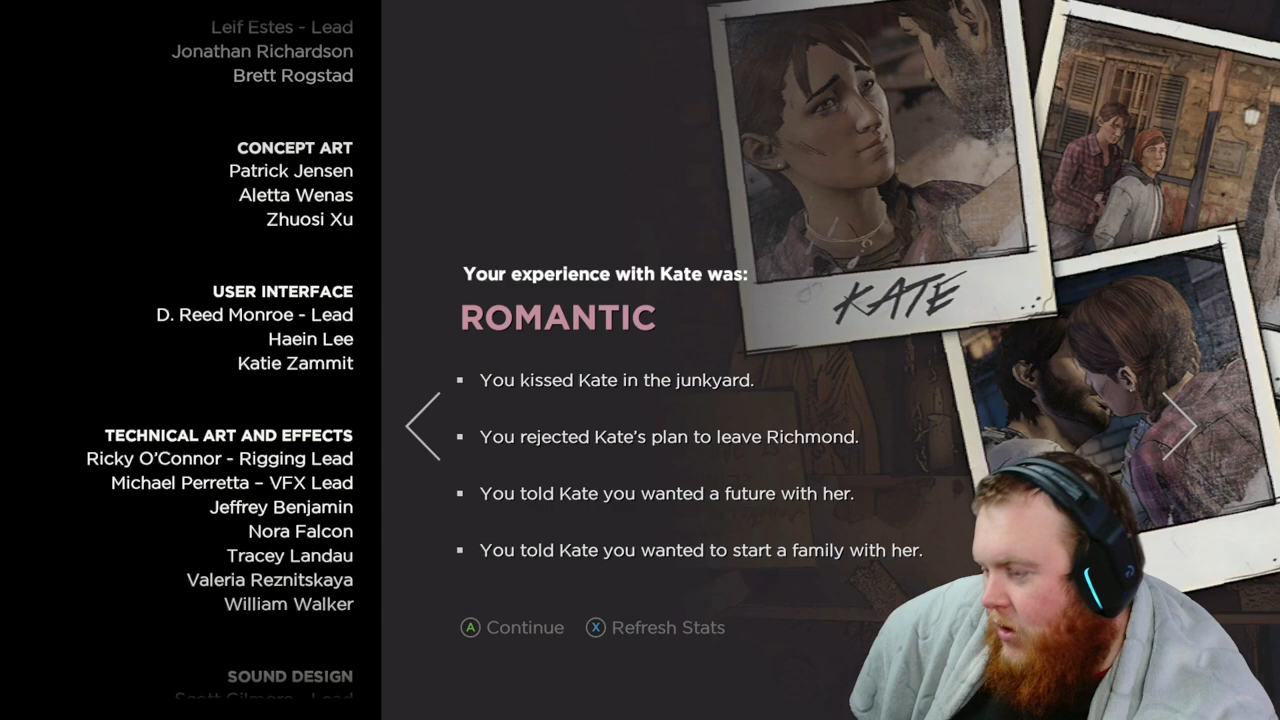 Leif Estes - Lead
Jonathan Richardson
Brett Rogstad
CONCEPT ART
Patrick Jensen
Aletta Wenas
Zhuosi Xu
USER INTERFACE
D. Reed Monroe - Lead
Haein Lee
Katie Zammit
TECHNICAL ART AND EFFECTS
Ricky O'Connor - Rigging Lead
Michael Perretta – VFX Lead
Jeffrey Benjamin
Nora Falcon
Tracey Landau
Valeria Reznitskaya
William Walker
SOUND DESIGN
Your experience with Kate was:
ROMANTIC
▪ You kissed Kate in the junkyard.
▪ You rejected Kate's plan to leave Richmond.
▪ You told Kate you wanted a future with her.
▪ You told Kate you wanted to start a family with her.
A Continue X Refresh Stats
KATE